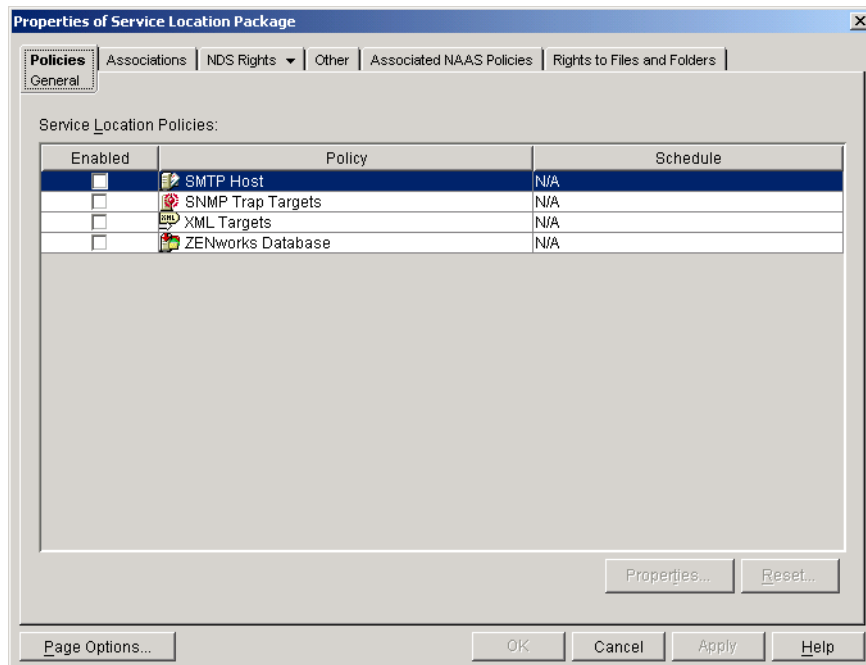 Properties of Service Location Package
Policies Associations NDS Rights Other Associated NAAS Policies Rights to Files and Folders
General
Service Location Policies:
Enabled Policy Schedule
SMTP Host N/A
SNMP Trap Targets N/A
XML XML Targets N/A
ZENworks Database N/A
Properties... Reset...
Page Options... OK Cancel Apply Help